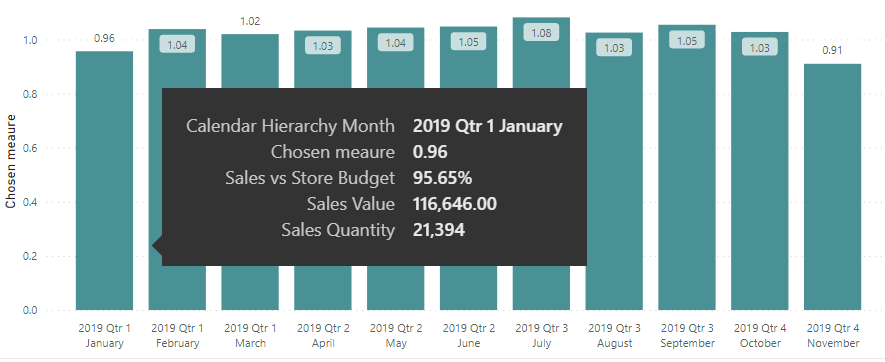 Chosen meaure
1.0
0.8
0.6
0.4
0.2
0.0
0.96
1.04
1.02
1.03
1.04
1.05
1.08
1.03
1.05
1.03
0.91
Calendar Hierarchy Month 2019 Qtr 1 January
Chosen meaure 0.96
Sales vs Store Budget 95.65%
Sales Value 116,646.00
Sales Quantity 21,394
2019 Qtr 1
January
2019 Qtr 1
February
2019 Qtr 1
March
2019 Qtr 2
April
2019 Qtr 2
May
2019 Qtr 2
June
2019 Qtr 3
July
2019 Qtr 3
August
2019 Qtr 3
September
2019 Qtr 4
October
2019 Qtr 4
November